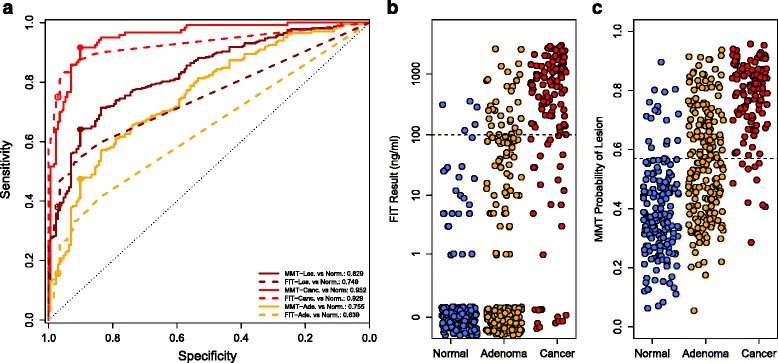 a
1.0
0.8
0.6
0.4
0.2
0.0
Sensitivity
1.0
0.8
0.6
0.4
0.2
0.0
Specificity
MMT-Les. vs Norm.: 0.829
FIT-Les. vs Norm.: 0.749
MMT-Canc. vs Norm.: 0.952
FIT-Canc. vs Norm.: 0.929
MMT-Ade. vs Norm.: 0.755
FIT-Ade. vs Norm.: 0.639
b
FIT Result (ng/ml)
1000
100
10
1
0
Normal
Adenoma
Cancer
c
MMT Probability of Lesion
1.0
0.8
0.6
0.4
0.2
0.0
Normal
Adenoma
Cancer